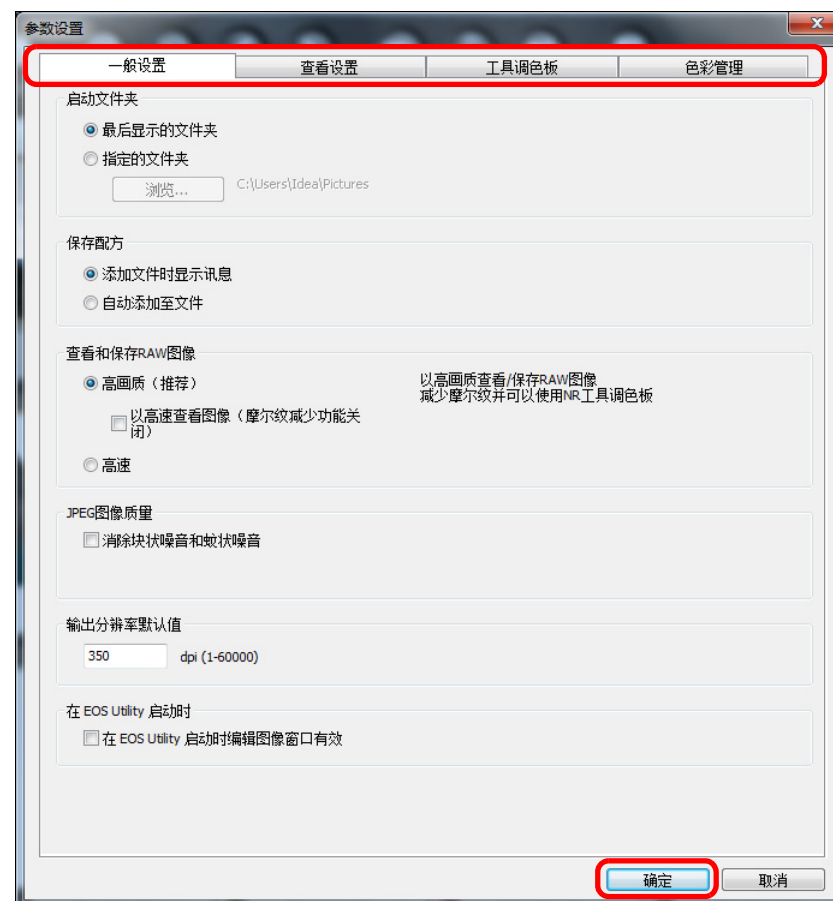 参数设置
一般设置 查看设置 工具调色板 色彩管理
启动文件夹
最后显示的文件夹
指定的文件夹
浏览... C:\Users\Idea\Pictures
保存配方
添加文件时显示讯息
自动添加至文件
查看和保存RAW图像
高画质（推荐） 以高画质查看/保存RAW图像
减少摩尔纹并可以使用NR工具调色板
以高速查看图像（摩尔纹减少功能关
闭）
高速
JPEG图像质量
消除块状噪音和蚊状噪音
输出分辨率默认值
350 dpi (1-60000)
在 EOS Utility 启动时
在 EOS Utility 启动时编辑图像窗口有效
确定 取消